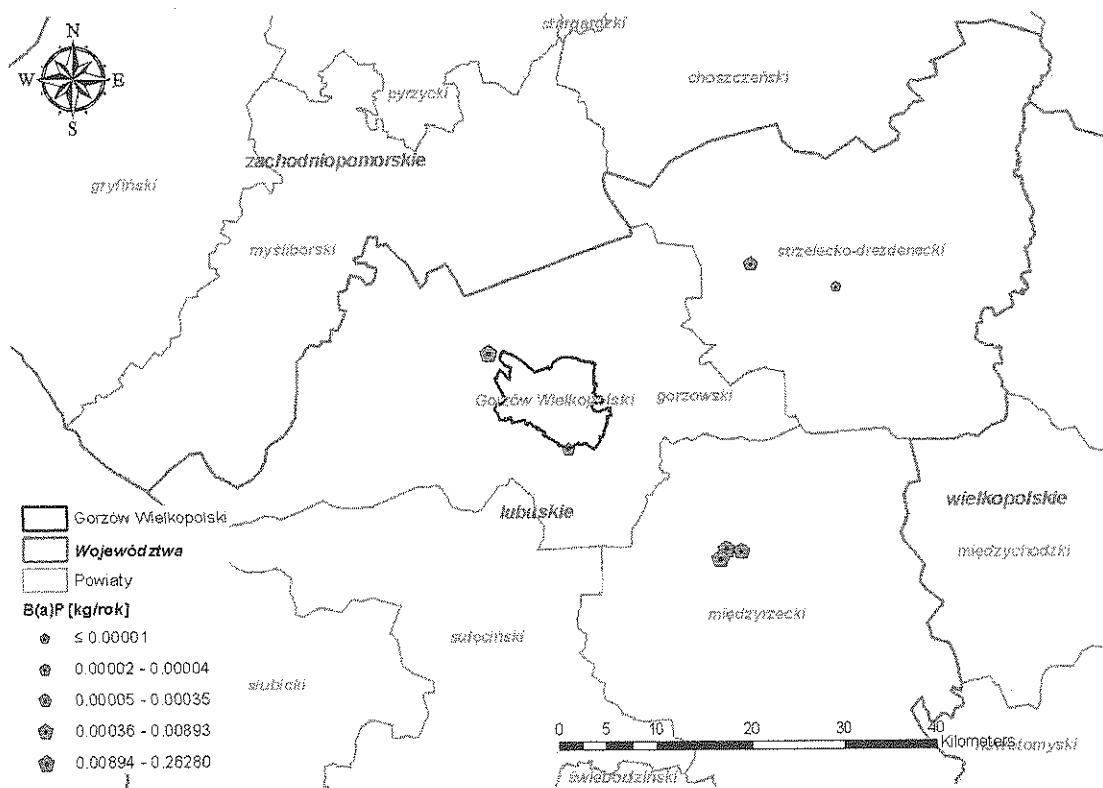 N
W E
S
stargardzki
choszczeński
pyrzycki
zachodniopomorskie
gryfiński
myśliborski
strzelecko-drezdenecki
Gorzów Wielkopolski
gorzowski
lubuskie
wielkopolskie
międzychodzki
międzyrzecki
sulęciński
słubicki
świebodziński
Gorzów Wielkopolski
Województwa
Powiaty
B(a)P [kg/rok]
≤ 0.00001
0.00002 - 0.00004
0.00005 - 0.00035
0.00036 - 0.00893
0.00894 - 0.26280
0 5 10 20 30 40
Kilometers